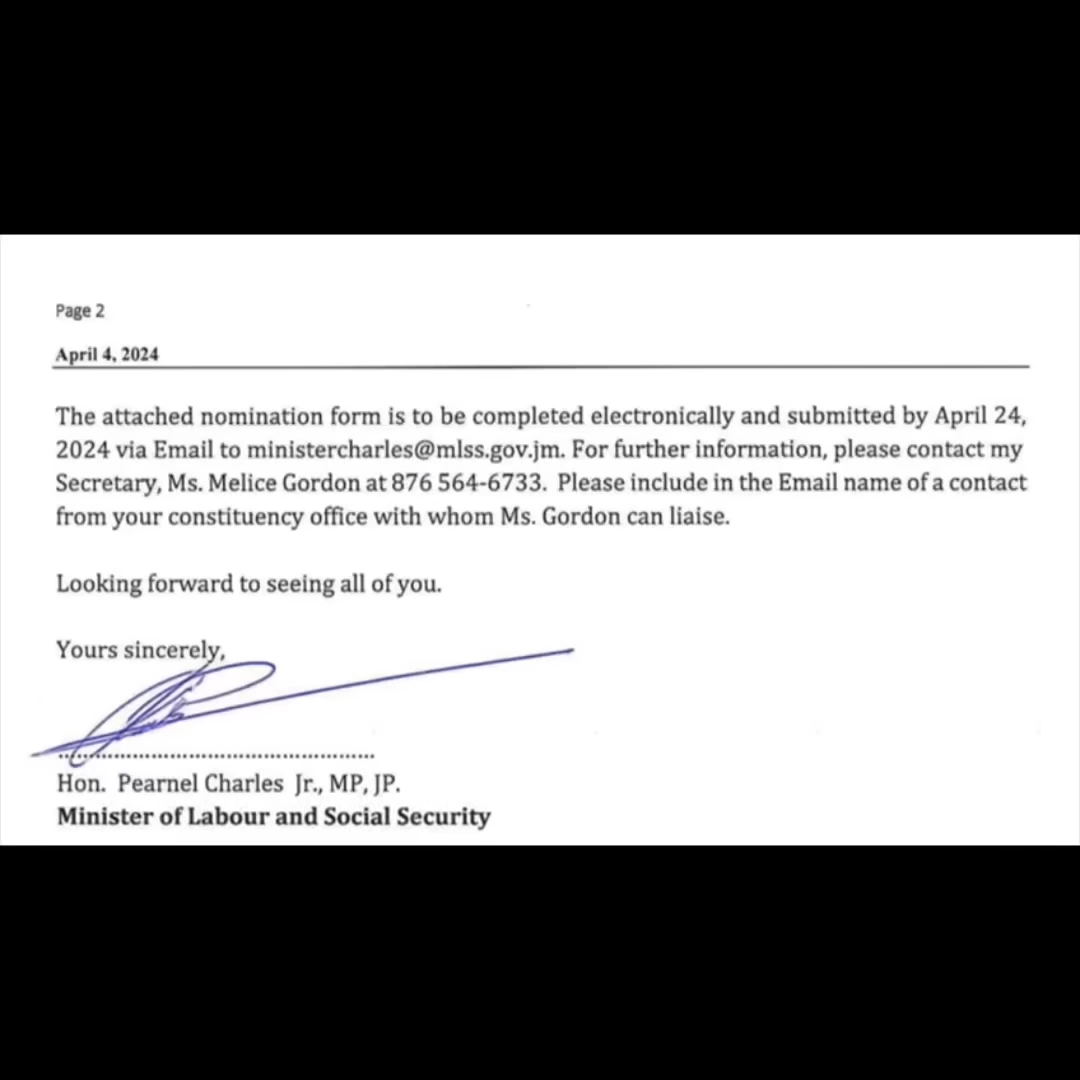 Page 2
April 4, 2024
The attached nomination form is to be completed electronically and submitted by April 24,
2024 via Email to ministercharles@mlss.gov.jm. For further information, please contact my
Secretary, Ms. Melice Gordon at 876 564-6733. Please include in the Email name of a contact
from your constituency office with whom Ms. Gordon can liaise.
Looking forward to seeing all of you.
Yours sincerely,
Hon. Pearnel Charles Jr., MP, JP.
Minister of Labour and Social Security